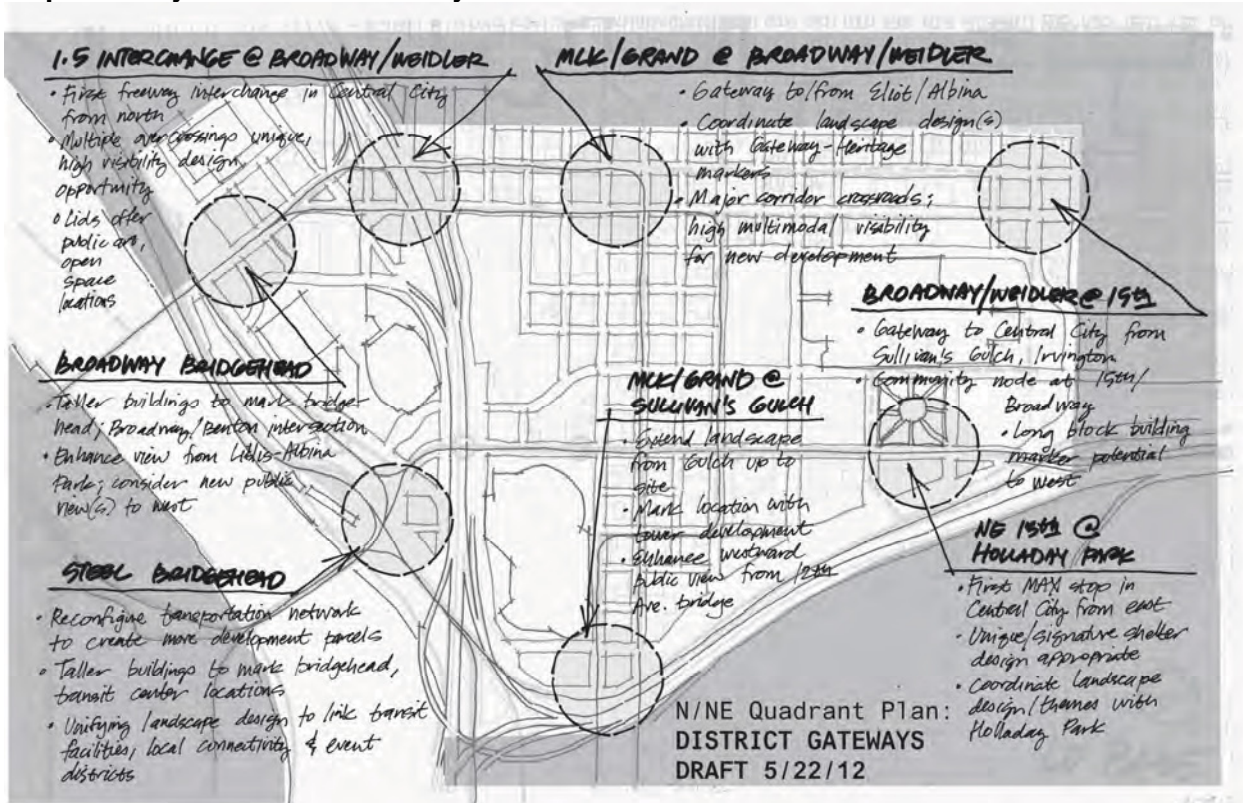 1.5 INTERCHANGE @ BROADWAY/WEIDLER
• First freeway interchange in Central City
from north
• Multiple overcrossings unique,
high visibility design
opportunity
• Lids offer
public art,
open
space
locations
MLK/GRAND @ BROADWAY/WEIDLER
• Gateway to/from Eliot/Albina
• Coordinate landscape design(s)
with Gateway-Heritage
markers
• Major corridor crossroads;
high multimodal visibility
for new development
BROADWAY/WEIDLER @ 15th
• Gateway to Central City from
Sullivan's Gulch, Irvington
• Community node at 15th/
Broadway
• Long block building
marker potential
to west
BROADWAY BRIDGEHEAD
• Taller buildings to mark bridge-
head; Broadway/Benton intersection
• Enhance view from Lillis-Albina
Park; consider new public
view(s) to west
MLK/GRAND @
SULLIVAN'S GULCH
• Extend landscape
from Gulch up to
site
• Mark location with
tower development
• Enhance westward
public view from 12th
Ave. bridge
NE 13th @
HOLLADAY PARK
• First MAX stop in
Central City from east
• Unique/signature shelter
design appropriate
• Coordinate landscape
design/themes with
Holladay Park
STEEL BRIDGEHEAD
• Reconfigure transportation network
to create more development parcels
• Taller buildings to mark bridgehead,
transit center locations
• Unifying landscape design to link transit
facilities, local connectivity & event
districts
N/NE Quadrant Plan:
DISTRICT GATEWAYS
DRAFT 5/22/12